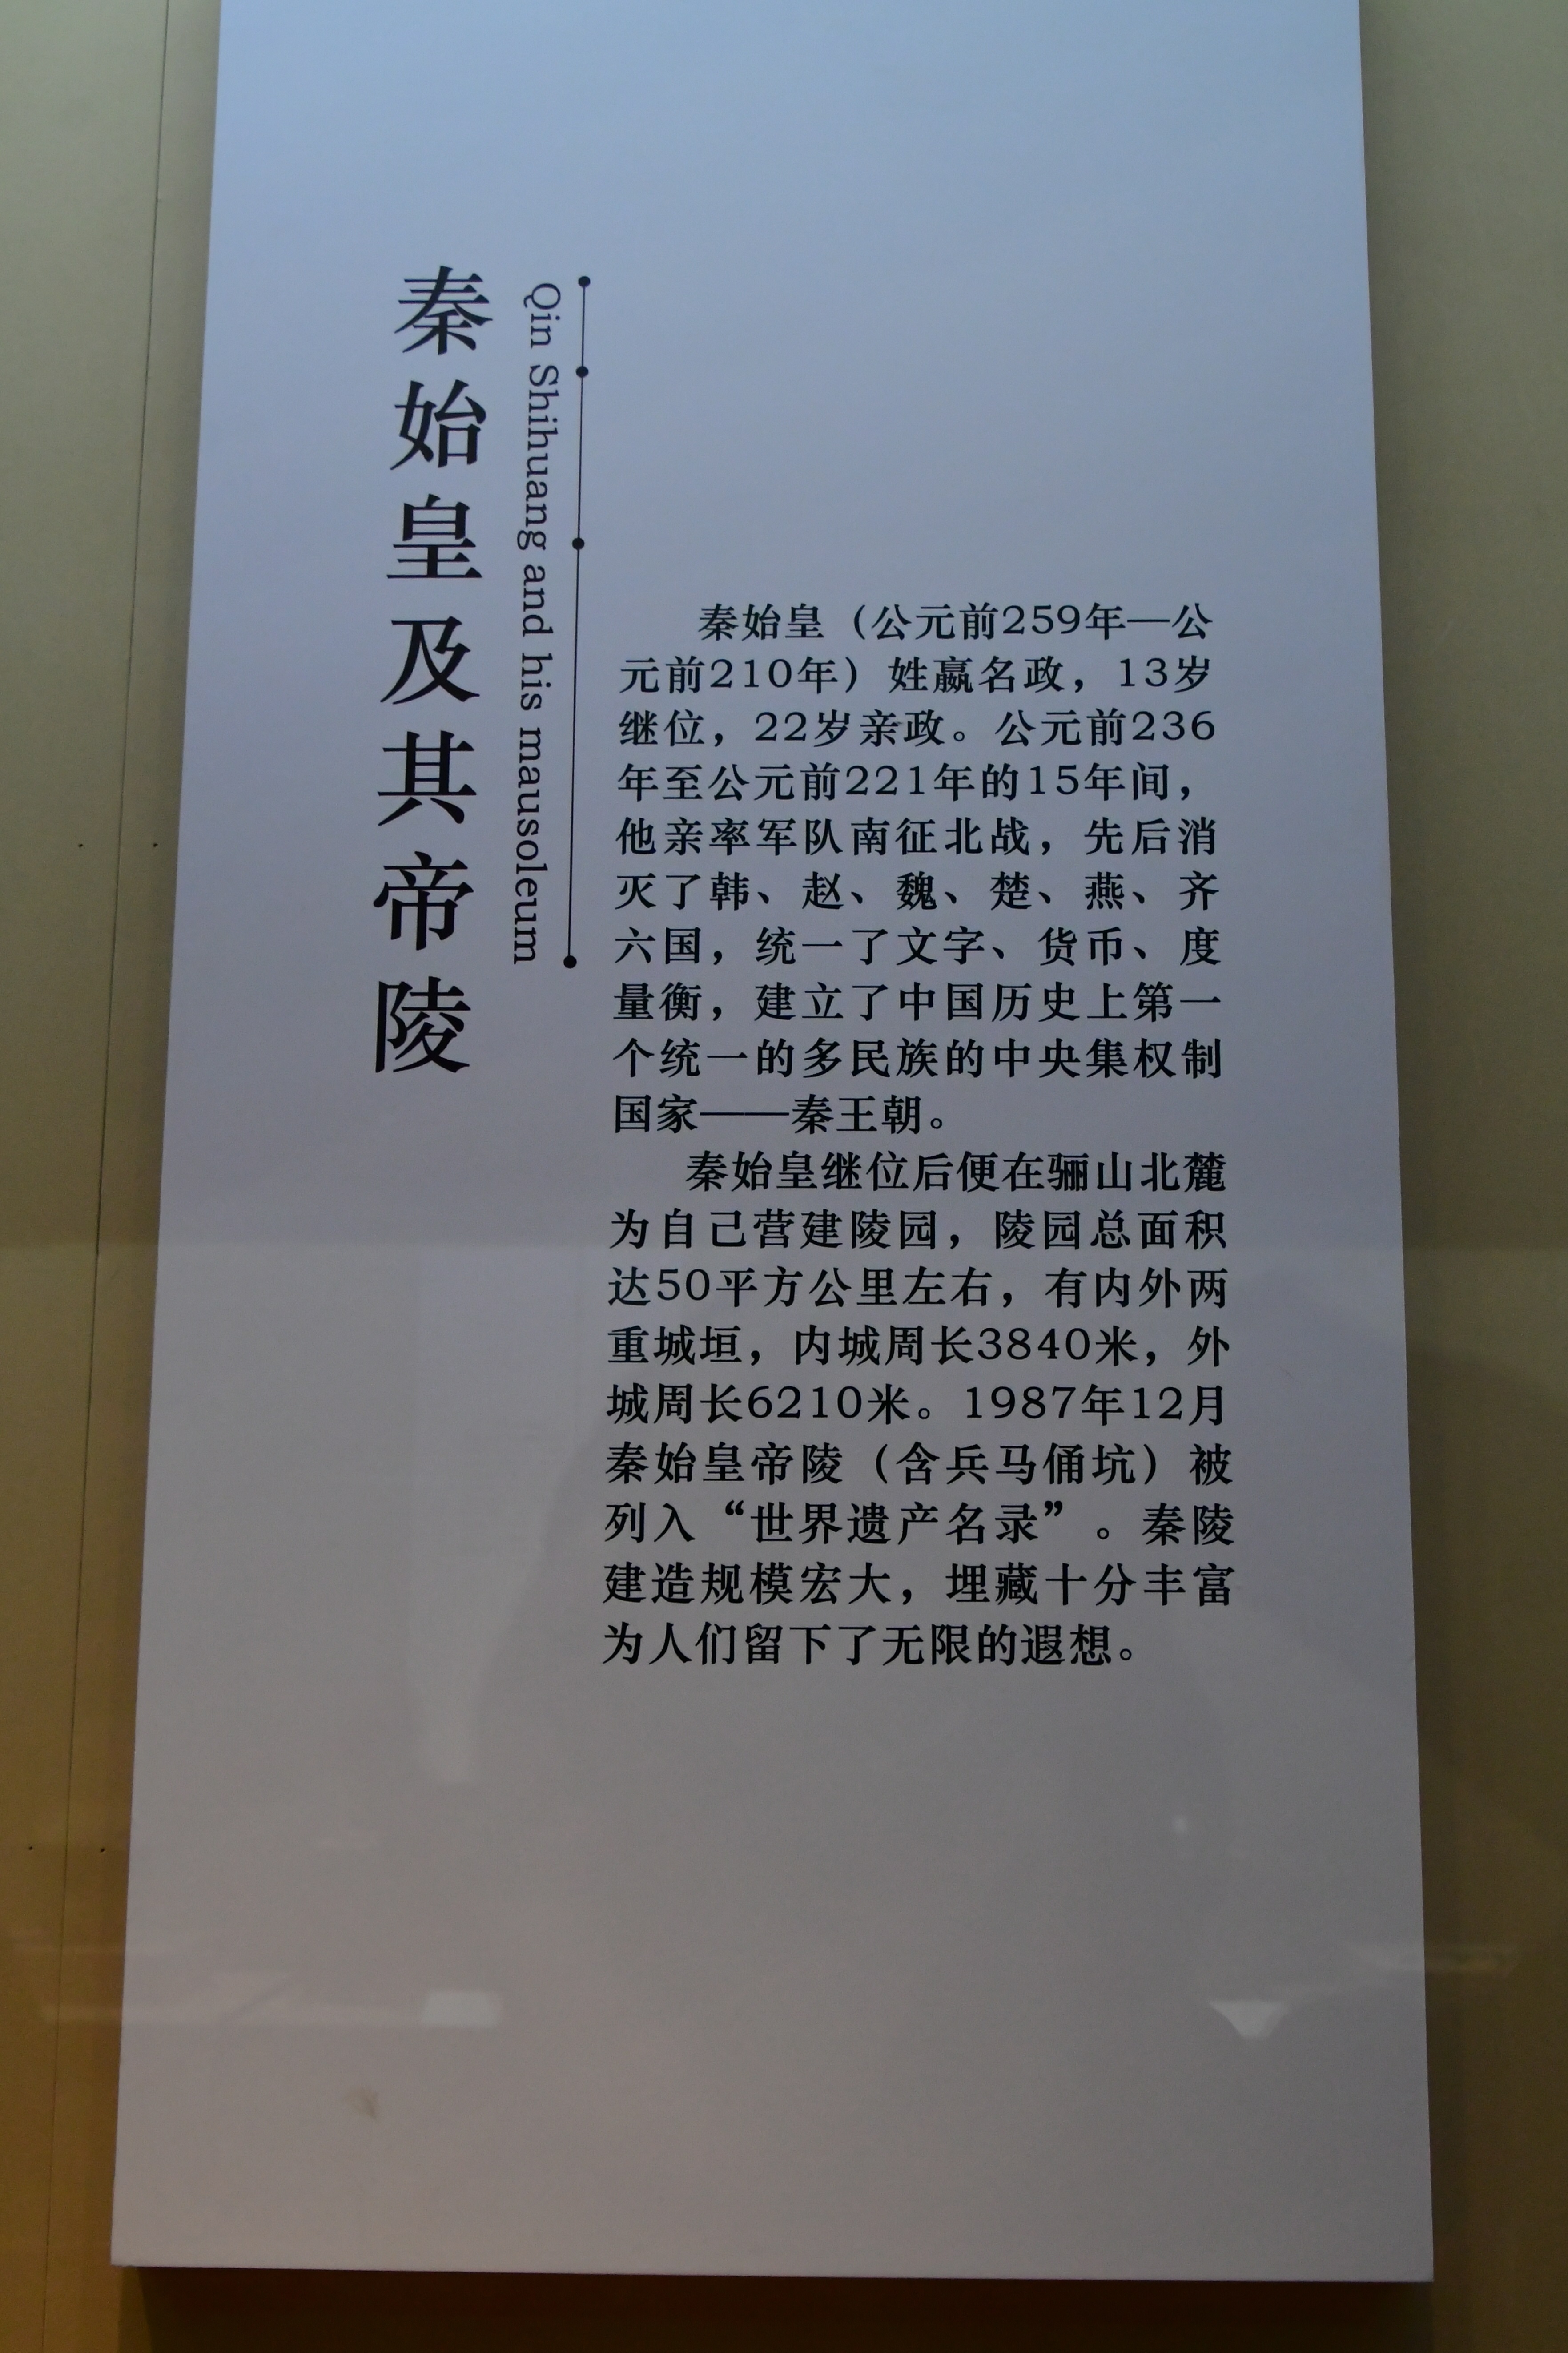 秦始皇及其帝陵
Qin Shihuang and his mausoleum
秦始皇（公元前259年—公
元前210年）姓嬴名政，13岁
继位，22岁亲政。公元前236
年至公元前221年的15年间，
他亲率军队南征北战，先后消
灭了韩、赵、魏、楚、燕、齐
六国，统一了文字、货币、度
量衡，建立了中国历史上第一
个统一的多民族的中央集权制
国家——秦王朝。
秦始皇继位后便在骊山北麓
为自己营建陵园，陵园总面积
达50平方公里左右，有内外两
重城垣，内城周长3840米，外
城周长6210米。1987年12月
秦始皇帝陵（含兵马俑坑）被
列入“世界遗产名录”。秦陵
建造规模宏大，埋藏十分丰富
为人们留下了无限的遐想。